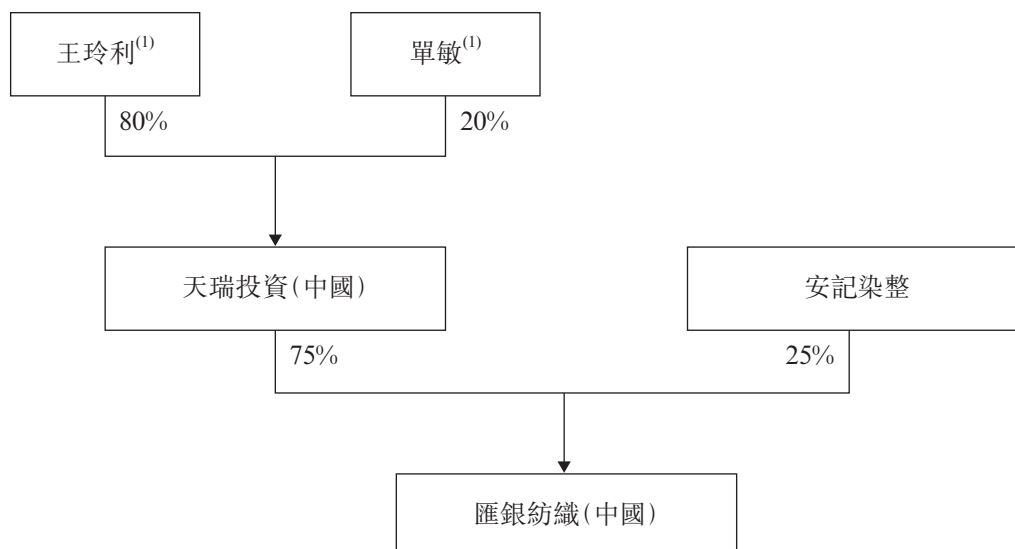 王玲利(1)
單敏(1)
80%
20%
天瑞投資(中國)
安記染整
75%
25%
匯銀紡織(中國)